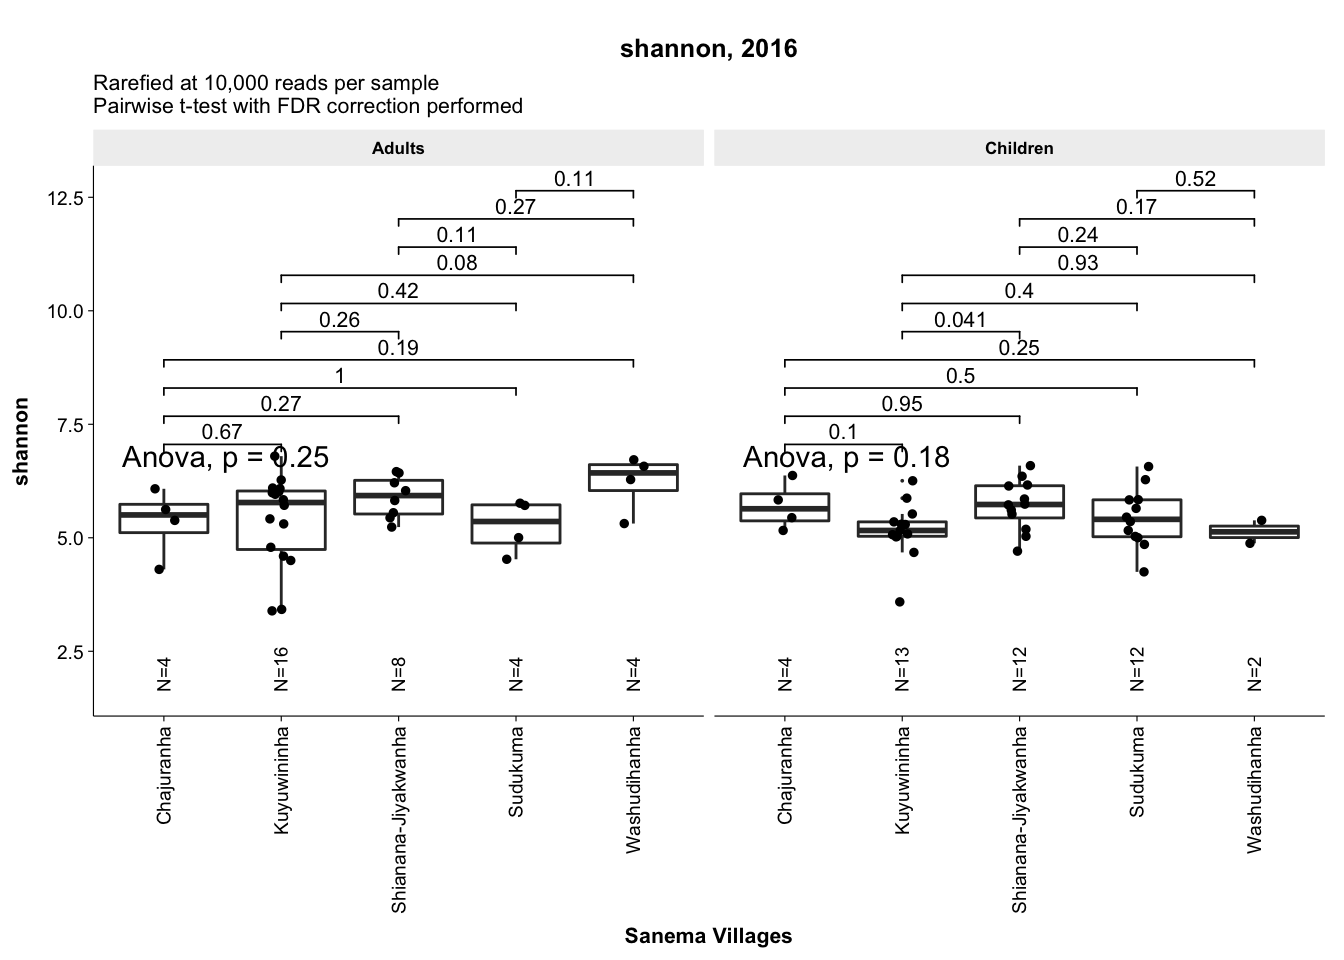 shannon, 2016
Rarefied at 10,000 reads per sample
Pairwise t-test with FDR correction performed
Adults
Children
shannon
12.5
10.0
7.5
5.0
2.5
0.11
0.27
0.11
0.08
0.42
0.26
0.19
1
0.27
0.67
Anova, p = 0.25
N=4
N=16
N=8
N=4
N=4
0.52
0.17
0.24
0.93
0.4
0.041
0.25
0.5
0.95
0.1
Anova, p = 0.18
N=4
N=13
N=12
N=12
N=2
Chajuranha
Kuyuwininha
Shianana-Jiyakwanha
Sudukuma
Washudihanha
Chajuranha
Kuyuwininha
Shianana-Jiyakwanha
Sudukuma
Washudihanha
Sanema Villages